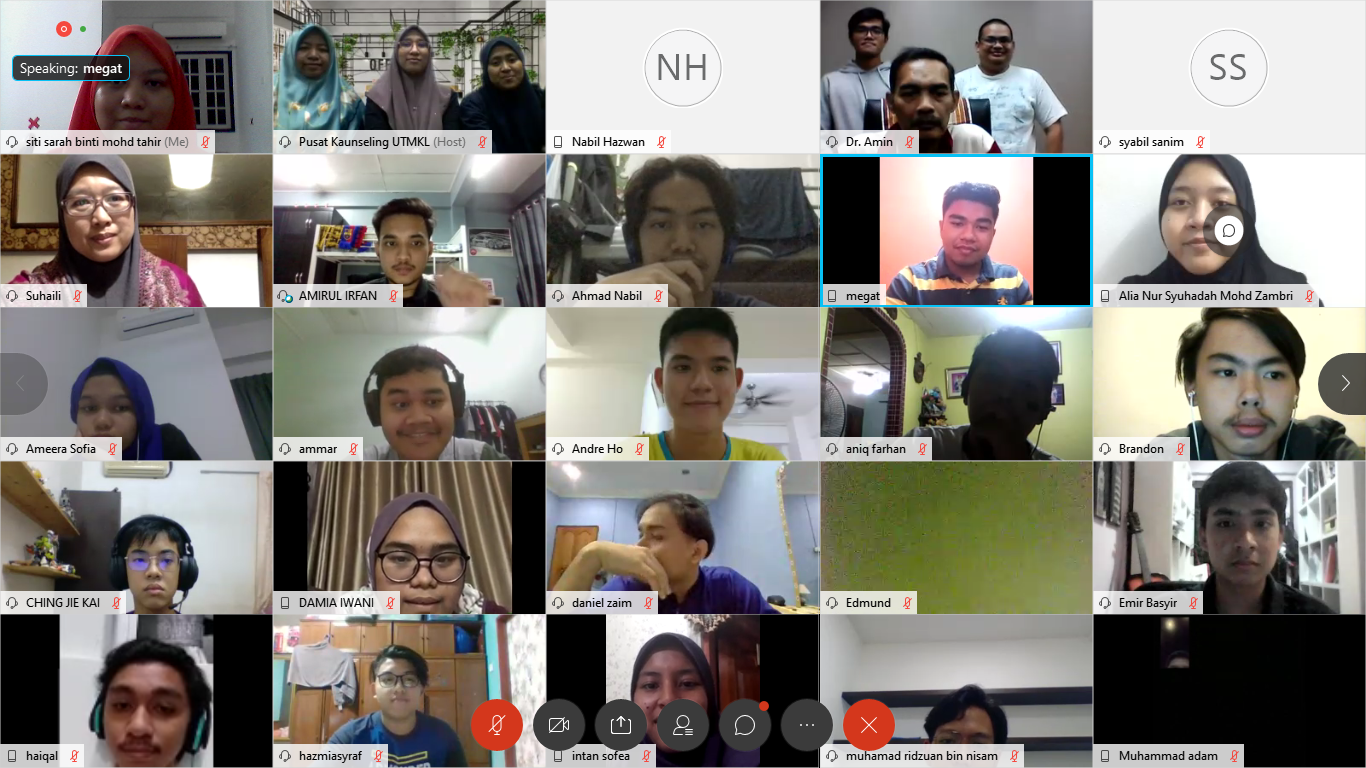 Speaking: megat
siti sarah binti mohd tahir (Me)
OFF
Pusat Kaunseling UTMKL (Host)
NH
Nabil Hazwan
Dr. Amin
SS
syabil sanim
Suhaili
AMIRUL IRFAN
Ahmad Nabil
megat
Alia Nur Syuhadah Mohd Zambri
Ameera Sofia
ammar
Andre Ho
aniq farhan
Brandon
CHING JIE KAI
DAMIA IWANI
daniel zaim
Edmund
Emir Basyir
haiqal
hazmiasyraf
intan sofea
muhamad ridzuan bin nisam
Muhammad adam